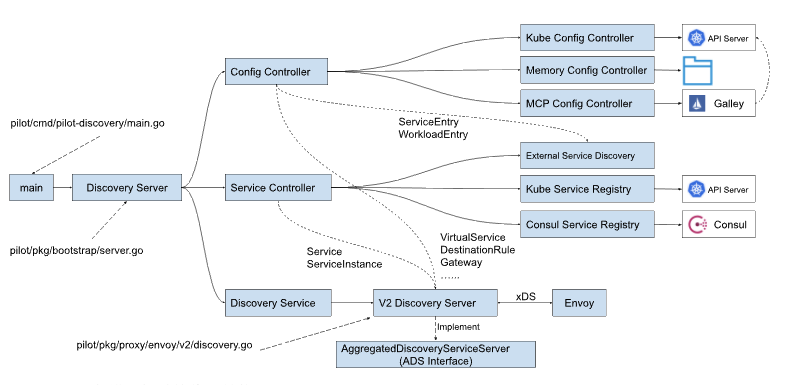 Kube Config Controller
API Server
Config Controller
Memory Config Controller
MCP Config Controller
Galley
pilot/cmd/pilot-discovery/main.go
ServiceEntry
WorkloadEntry
External Service Discovery
main
Discovery Server
Service Controller
Kube Service Registry
API Server
Consul Service Registry
Consul
pilot/pkg/bootstrap/server.go
Service
ServiceInstance
VirtualService
DestinationRule
Gateway
......
Discovery Service
V2 Discovery Server
xDS
Envoy
Implement
pilot/pkg/proxy/envoy/v2/discovery.go
AggregatedDiscoveryServiceServer
(ADS Interface)